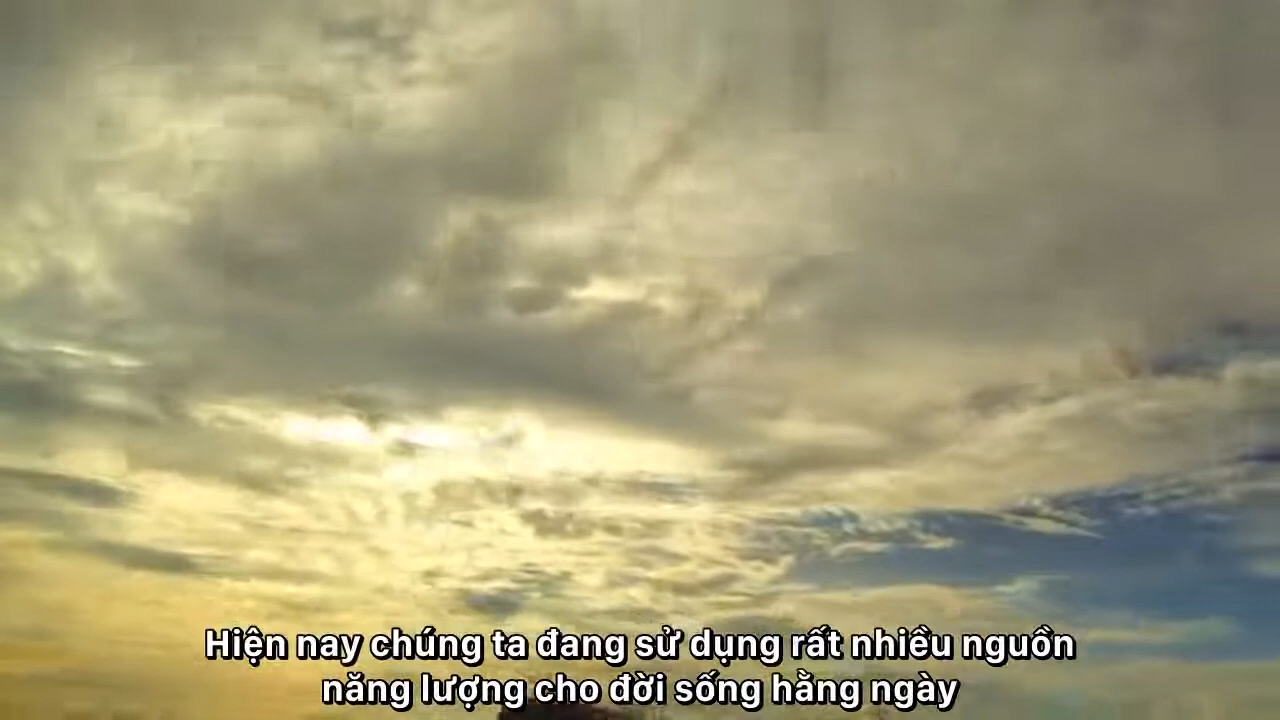 Hiện nay chúng ta đang sử dụng rất nhiều nguồn
năng lượng cho đời sống hằng ngày